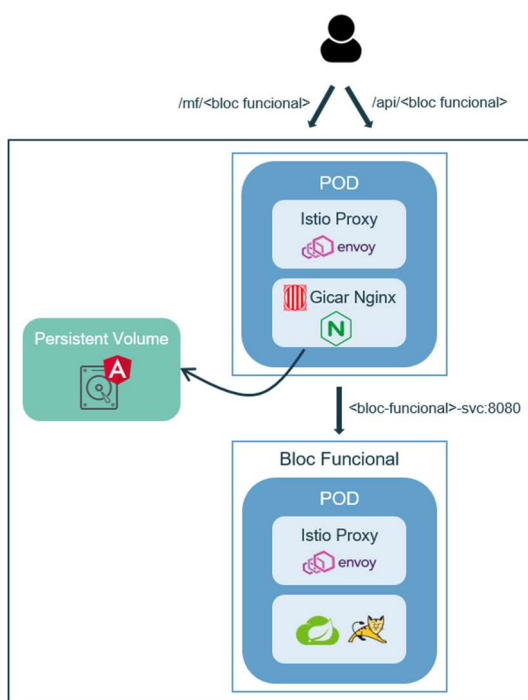 /mf/<bloc funcional>
/api/<bloc funcional>
POD
Istio Proxy
envoy
Gicar Nginx
N
Persistent Volume
A
<bloc-funcional>-svc:8080
Bloc Funcional
POD
Istio Proxy
envoy